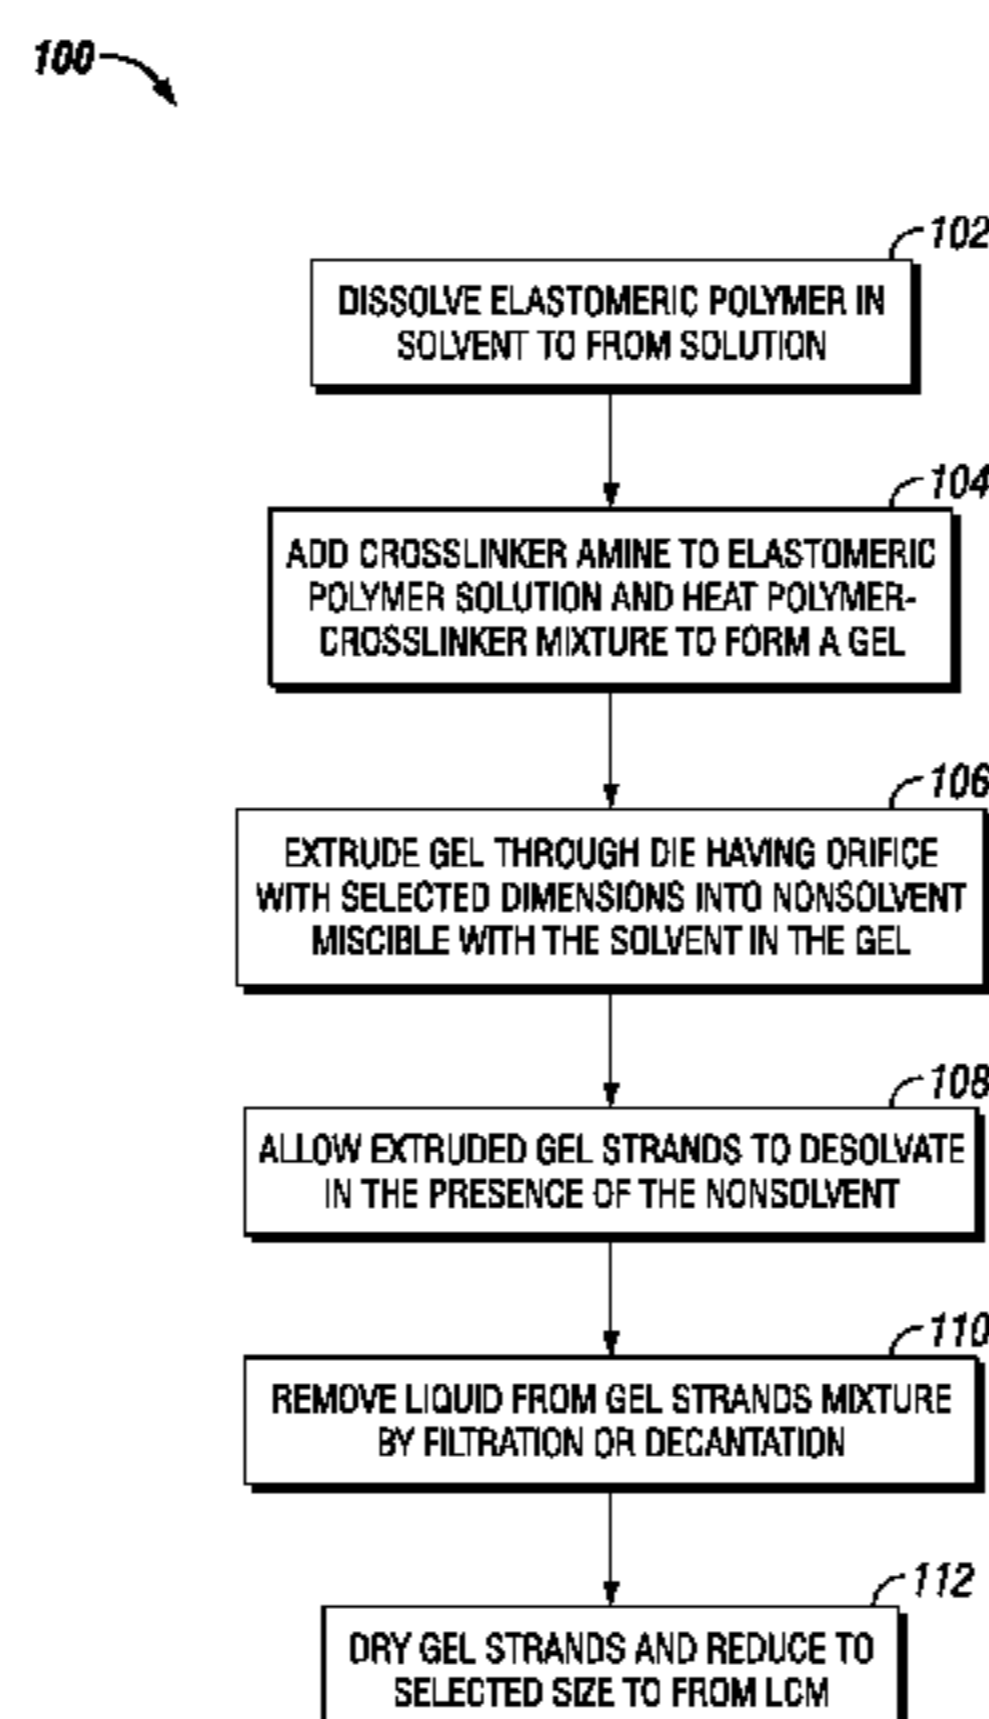 100
102
DISSOLVE ELASTOMERIC POLYMER IN
SOLVENT TO FROM SOLUTION
104
ADD CROSSLINKER AMINE TO ELASTOMERIC
POLYMER SOLUTION AND HEAT POLYMER-
CROSSLINKER MIXTURE TO FORM A GEL
106
EXTRUDE GEL THROUGH DIE HAVING ORIFICE
WITH SELECTED DIMENSIONS INTO NONSOLVENT
MISCIBLE WITH THE SOLVENT IN THE GEL
108
ALLOW EXTRUDED GEL STRANDS TO DESOLVATE
IN THE PRESENCE OF THE NONSOLVENT
110
REMOVE LIQUID FROM GEL STRANDS MIXTURE
BY FILTRATION OR DECANTATION
112
DRY GEL STRANDS AND REDUCE TO
SELECTED SIZE TO FROM LCM